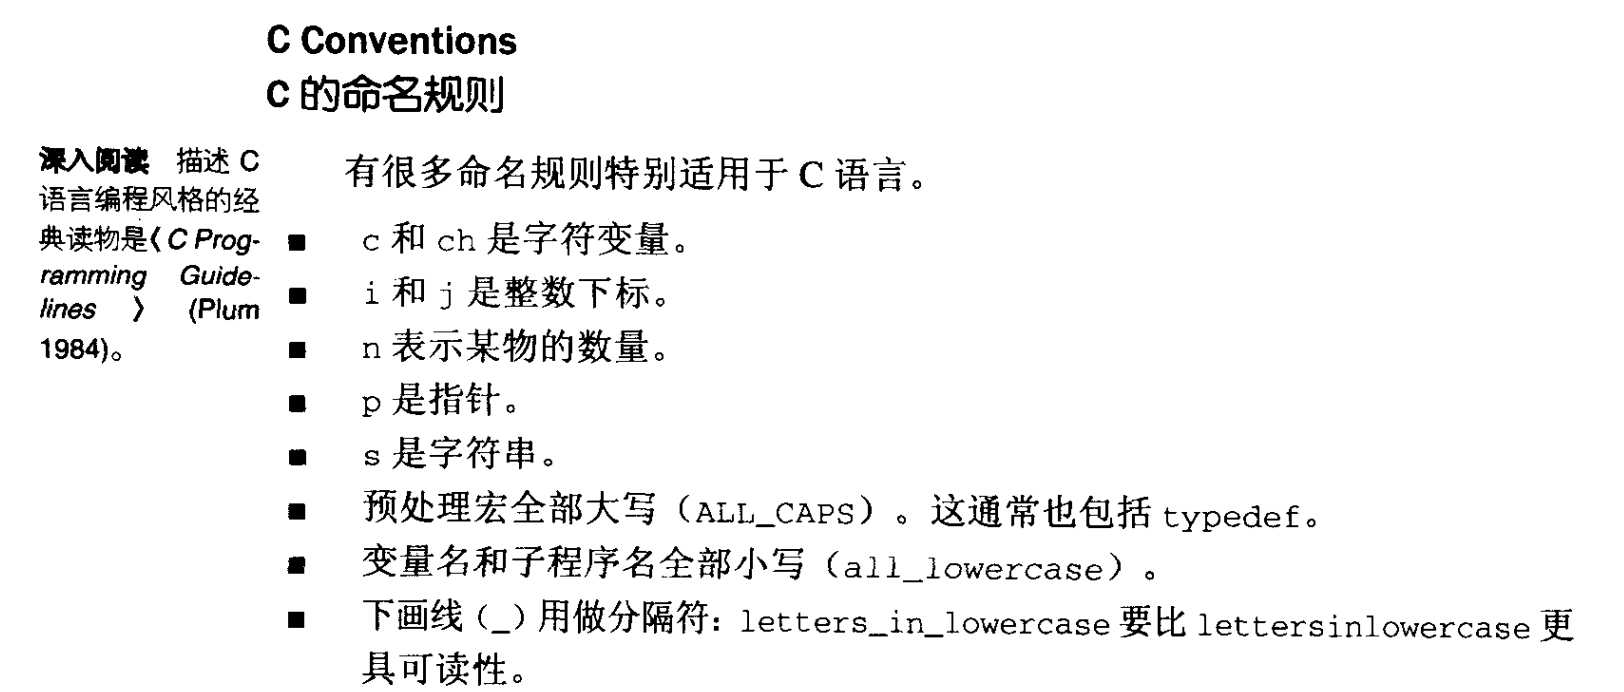 C Conventions
C 的命名规则
深入阅读 描述 C
语言编程风格的经
典读物是《C Prog-
ramming Guide-
lines》 (Plum
1984)。
有很多命名规则特别适用于 C 语言。
■ c 和 ch 是字符变量。
■ i 和 j 是整数下标。
■ n 表示某物的数量。
■ p 是指针。
■ s 是字符串。
■ 预处理宏全部大写（ALL_CAPS）。这通常也包括 typedef。
■ 变量名和子程序名全部小写（all_lowercase）。
■ 下画线（_）用做分隔符：letters_in_lowercase 要比 lettersinlowercase 更
具可读性。